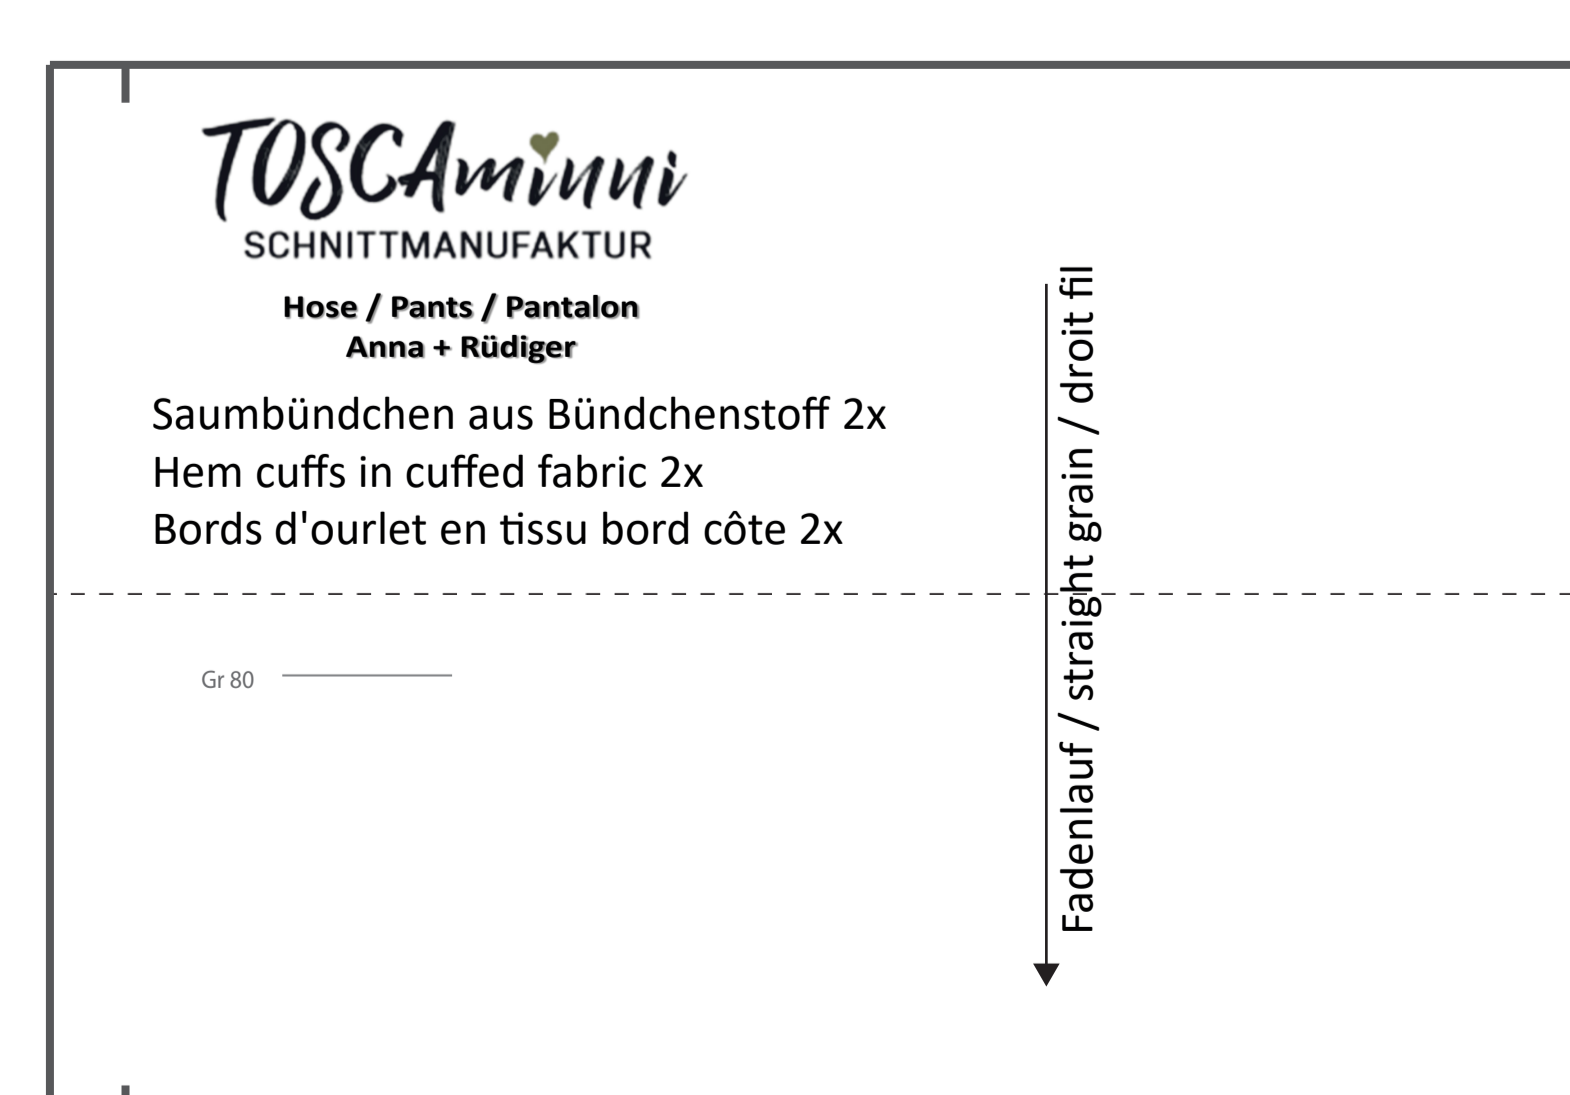 TOSCAminni
SCHNITTMANUFAKTUR
Hose / Pants / Pantalon
Anna + Rüdiger
Saumbündchen aus Bündchenstoff 2x
Hem cuffs in cuffed fabric 2x
Bords d'ourlet en tissu bord côte 2x
Fadenlauf / straight grain / droit fil
Gr 80